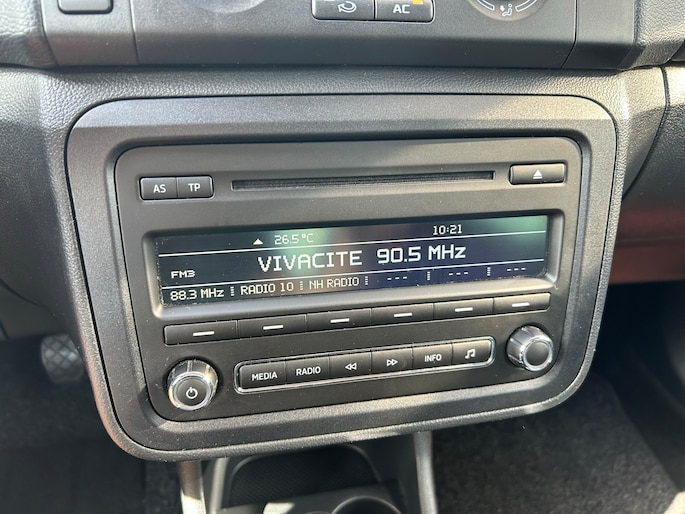 AC
AS TP
26.5°C 10:21
VIVACITE 90.5 MHz
FM3
88.3 MHz RADIO 10 NH RADIO --- --- ---
MEDIA RADIO INFO